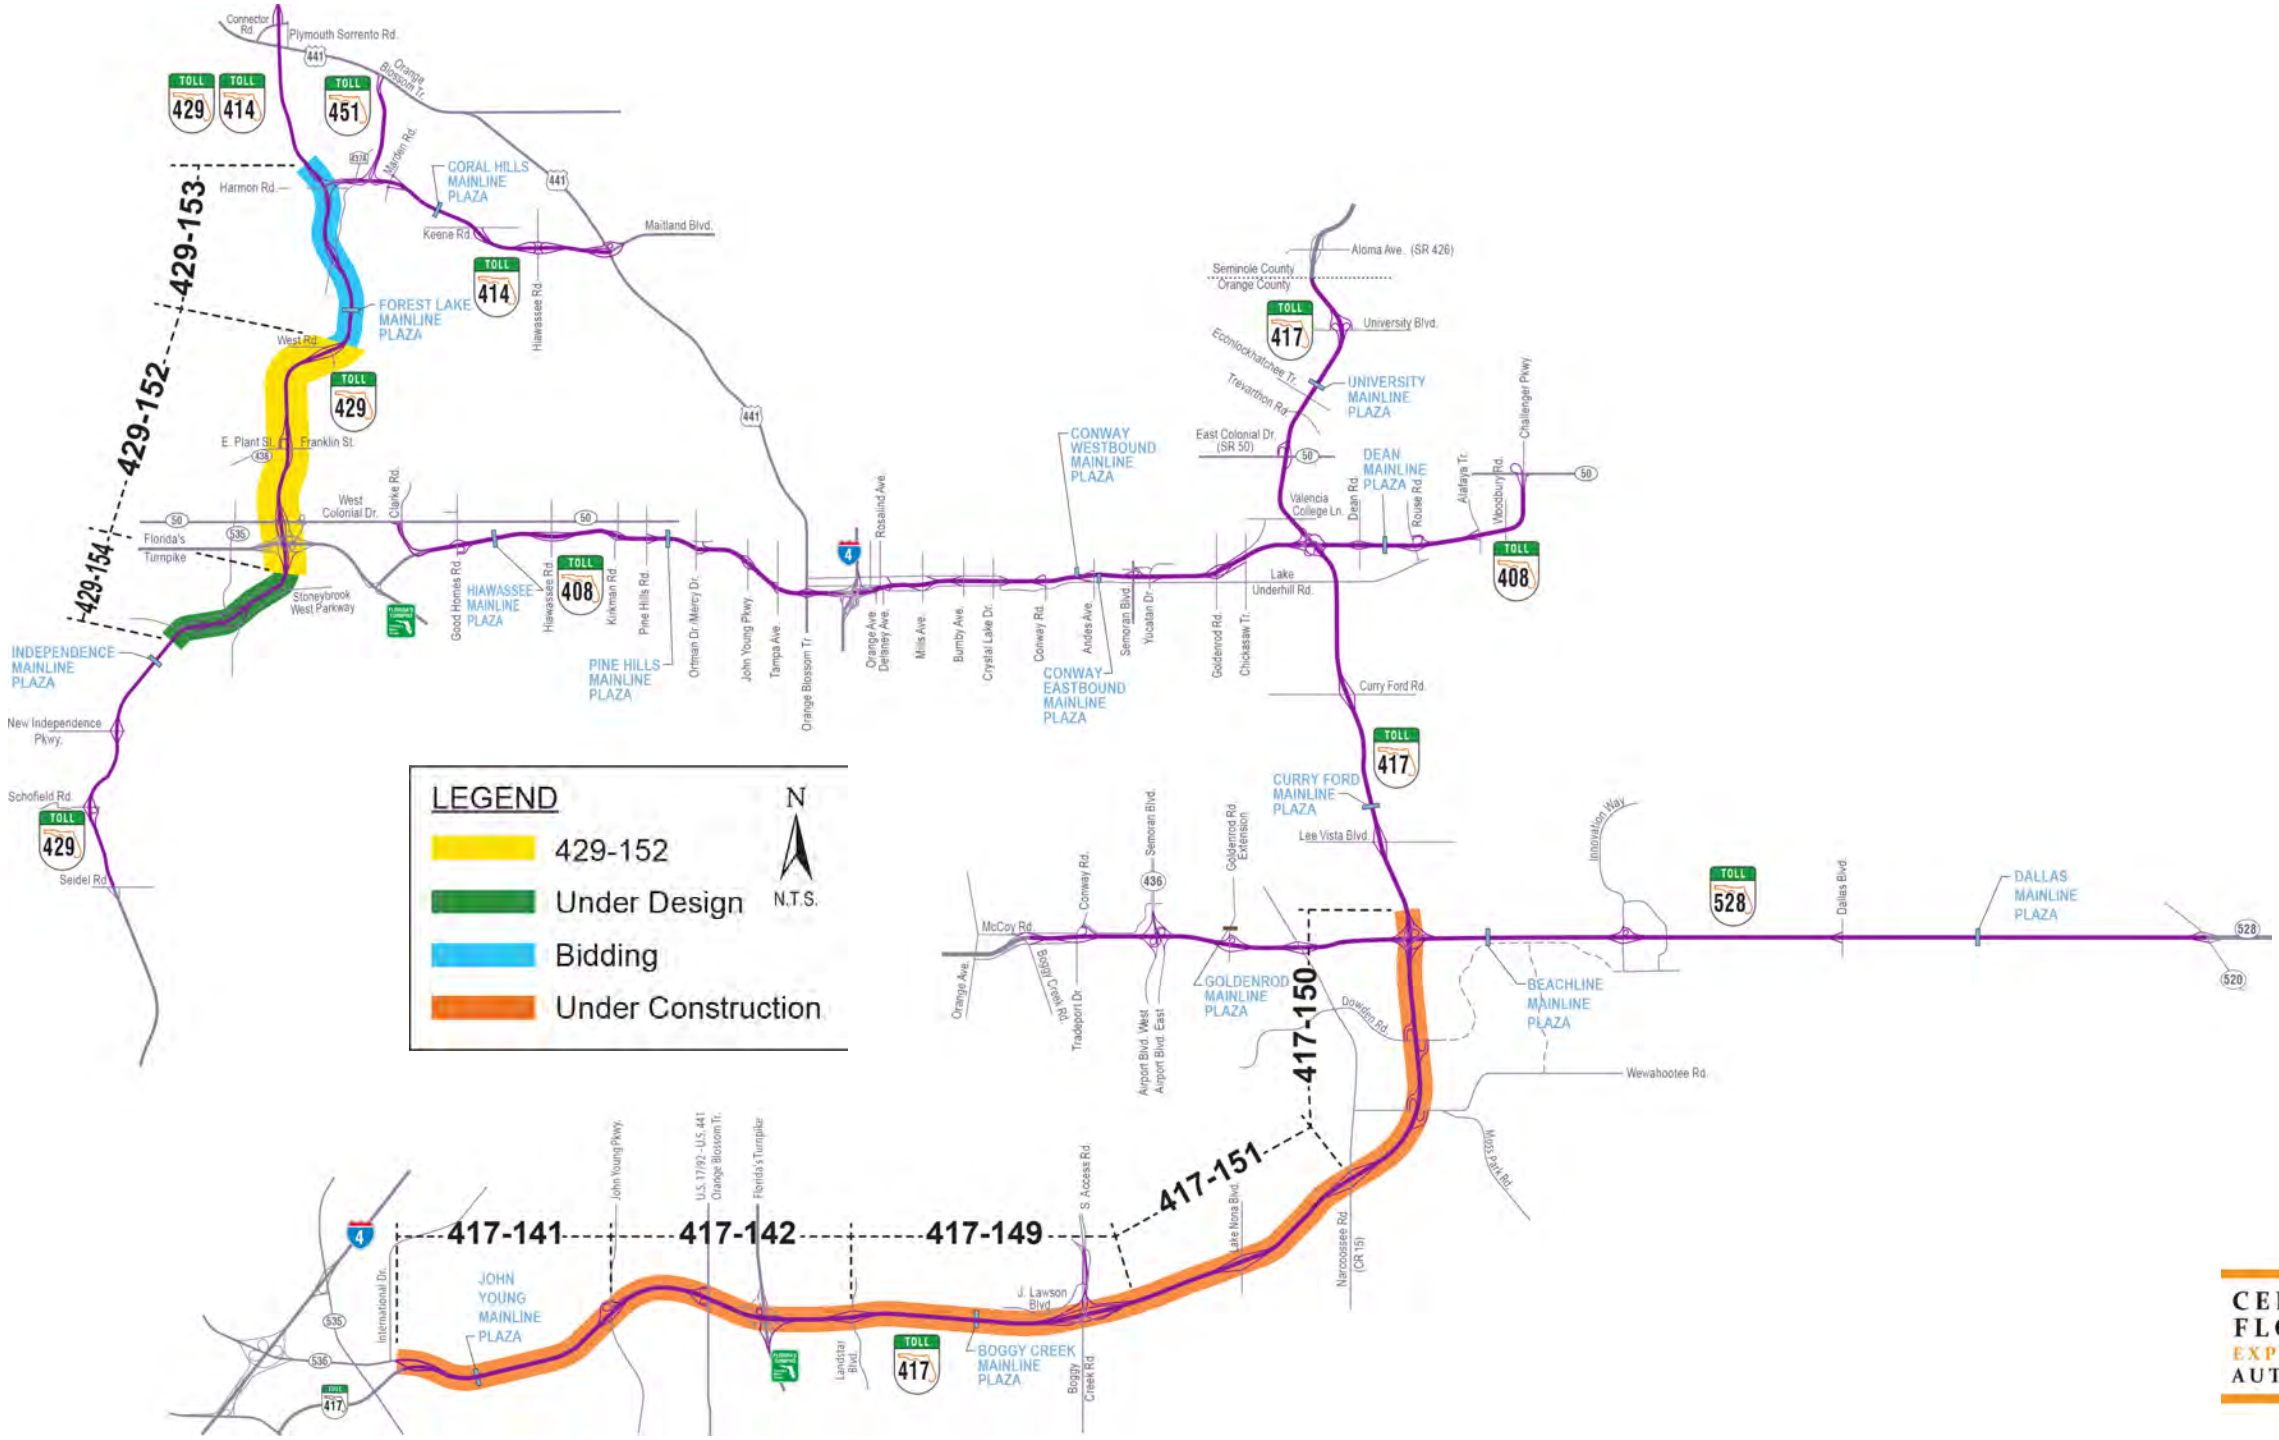 Connector
Rd.
Plymouth Sorrento Rd.
441
Orange
Blossom Tr.
TOLL
429
TOLL
414
TOLL
451
Marden Rd.
437A
CORAL HILLS
MAINLINE
PLAZA
441
Harmon Rd.
429-153
Keene Rd.
Maitland Blvd.
TOLL
414
Hiawassee Rd.
FOREST LAKE
MAINLINE
PLAZA
West Rd.
TOLL
429
429-152
441
E. Plant St.
Franklin St.
438
West
Colonial Dr.
Clarke Rd.
50
50
535
Florida's
Turnpike
429-154
Stoneybrook
West Parkway
Good Homes Rd.
HIAWASSEE
MAINLINE
PLAZA
Hiawassee Rd.
TOLL
408
Kirkman Rd.
Pine Hills Rd.
PINE HILLS
MAINLINE
PLAZA
Ortman Dr./Mercy Dr.
John Young Pkwy.
Tampa Ave.
Orange Blossom Tr
4
Rosalind Ave.
Orange Ave
Delaney Ave.
Mills Ave.
Bumby Ave.
Crystal Lake Dr.
Conway Rd.
Andes Ave.
Semoran Blvd.
Yucatan Dr.
Goldenrod Rd.
Chickasaw Tr.
CONWAY
WESTBOUND
MAINLINE
PLAZA
CONWAY
EASTBOUND
MAINLINE
PLAZA
Lake
Underhill Rd.
Aloma Ave. (SR 426)
Seminole County
Orange County
TOLL
417
University Blvd.
Econlockhatchee Tr.
Trevarthon Rd.
UNIVERSITY
MAINLINE
PLAZA
East Colonial Dr.
(SR 50)
50
DEAN
MAINLINE
PLAZA
Valencia
College Ln.
Dean Rd.
Rouse Rd.
Alafaya Tr.
Woodbury Rd.
Challenger Pkwy
50
TOLL
408
INDEPENDENCE
MAINLINE
PLAZA
New Independence
Pkwy.
Schofield Rd.
TOLL
429
Seidel Rd
Curry Ford Rd.
TOLL
417
CURRY FORD
MAINLINE
PLAZA
Lee Vista Blvd.
LEGEND
N
N.T.S.
429-152
Under Design
Bidding
Under Construction
Innovation Way
TOLL
528
Dallas Blvd.
DALLAS
MAINLINE
PLAZA
528
520
BEACHLINE
MAINLINE
PLAZA
McCoy Rd.
Orange Ave.
Boggy Creek Rd.
Tradeport Dr
Conway Rd.
Semoran Blvd.
436
Goldenrod Rd.
Extension
Airport Blvd. West
Airport Blvd. East
GOLDENROD
MAINLINE
PLAZA
417-150
Dowden Rd.
Wewahootee Rd.
Moss Park Rd.
417-151
Narcoossee Rd
(CR 15)
Lake Nona Blvd.
S. Access Rd.
417-149
417-142
417-141
John Young Pkwy.
U.S. 17/92 - U.S. 441
Orange Blossom Tr.
Florida's Turnpike
4
International Dr.
535
536
TOLL
417
JOHN
YOUNG
MAINLINE
PLAZA
Landstar
Blvd.
TOLL
417
J. Lawson
Blvd
BOGGY CREEK
MAINLINE
PLAZA
Boggy
Creek Rd.
CE
FL
EXP
AUT